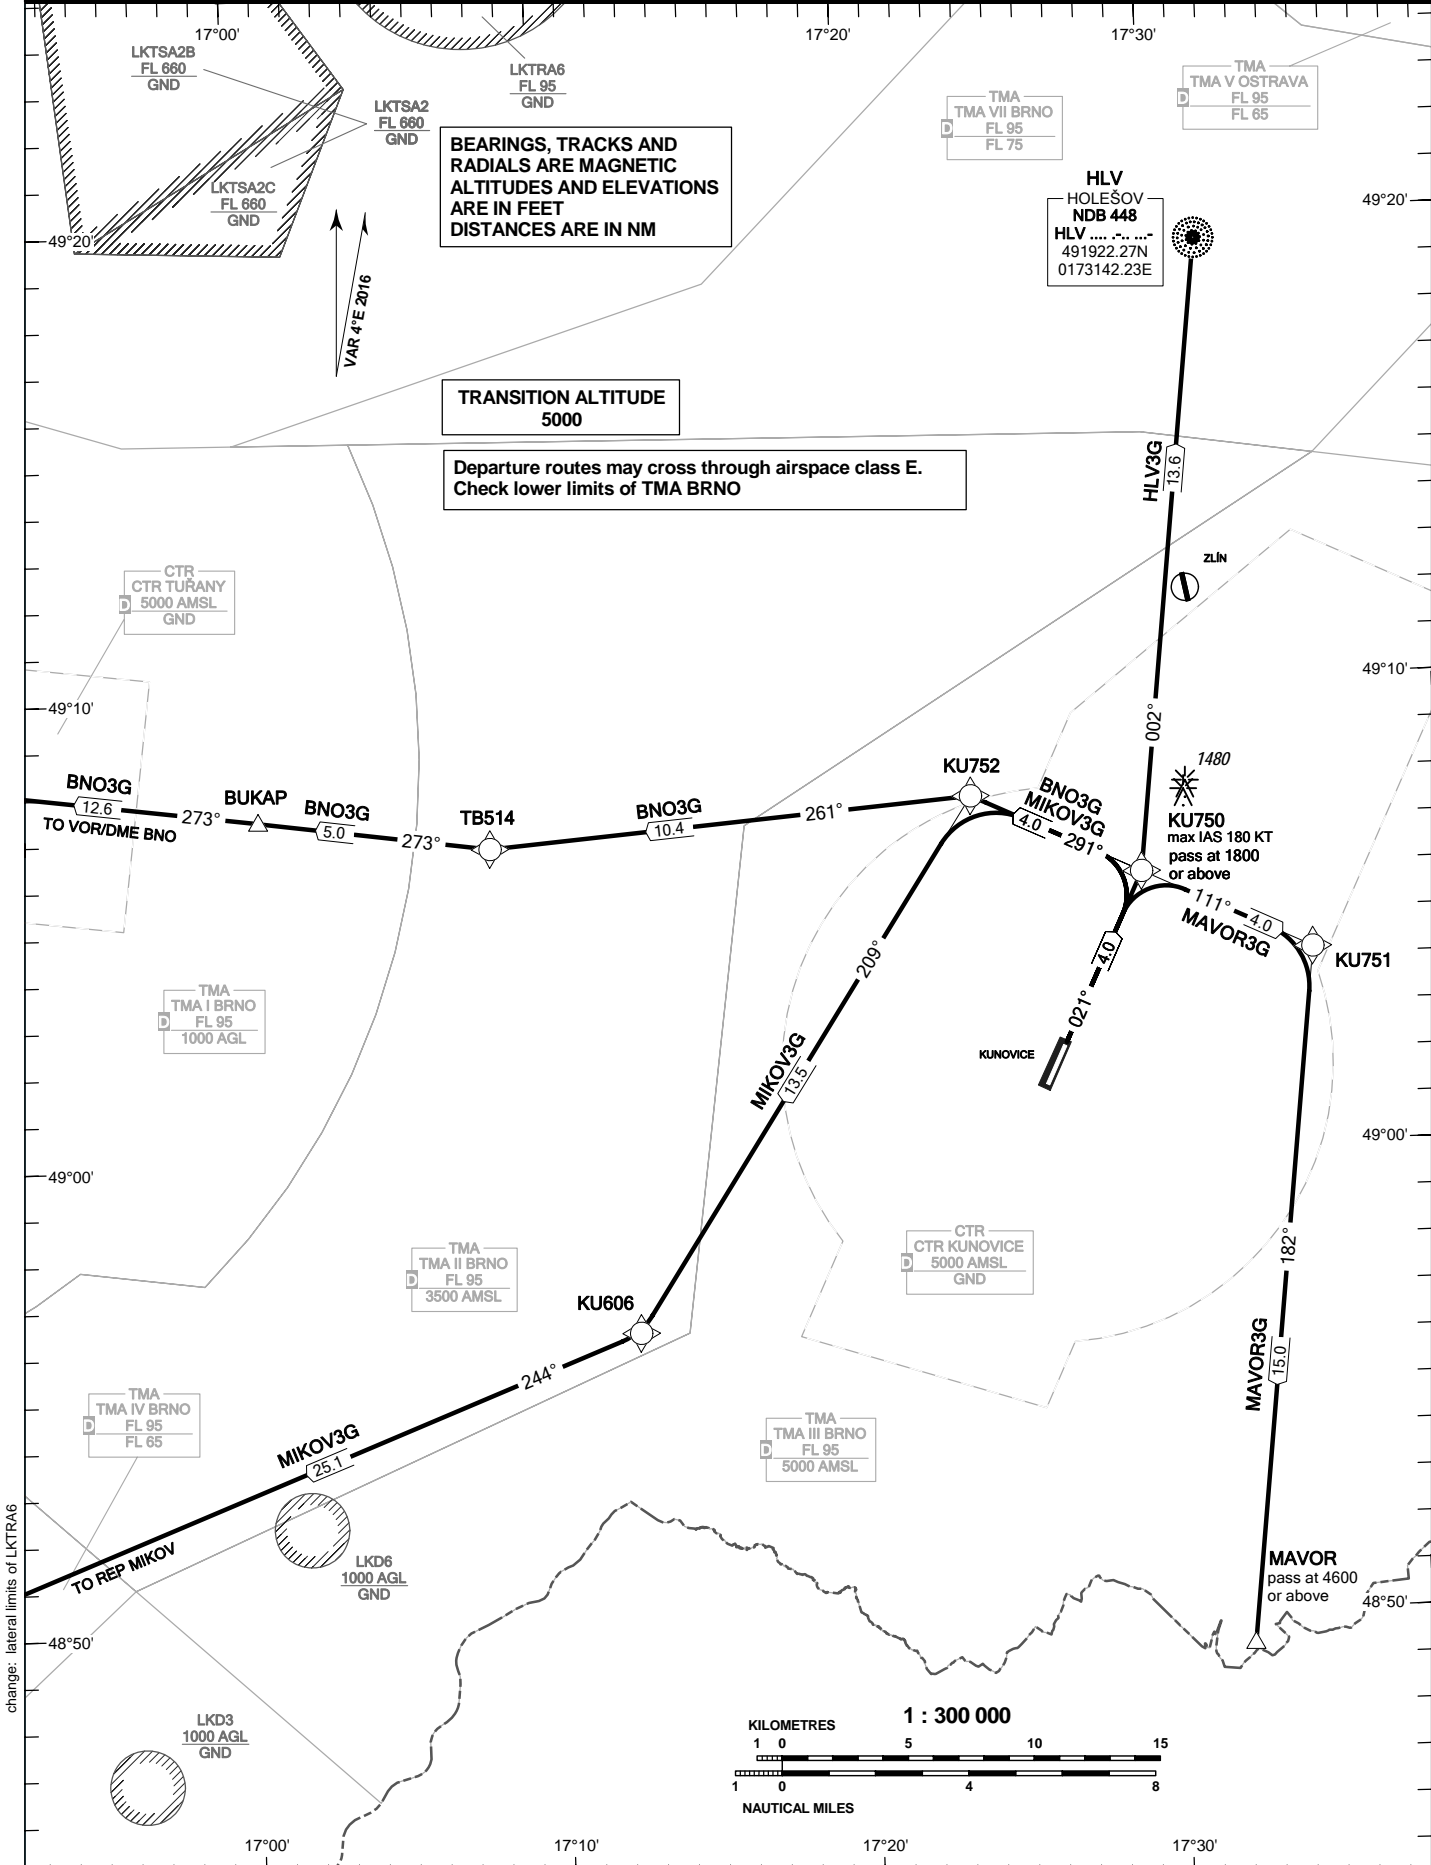 17°00'
17°20'
17°30'
LKTSA2B
FL 660
GND
LKTRA6
FL 95
GND
LKTSA2
FL 660
GND
LKTSA2C
FL 660
GND
BEARINGS, TRACKS AND
RADIALS ARE MAGNETIC
ALTITUDES AND ELEVATIONS
ARE IN FEET
DISTANCES ARE IN NM
TMA
TMA VII BRNO
D
FL 95
FL 75
TMA
TMA V OSTRAVA
D
FL 95
FL 65
HLV
HOLEŠOV
NDB 448
HLV .... .-.. ...-
491922.27N
0173142.23E
49°20'
49°20'
VAR 4°E 2016
TRANSITION ALTITUDE
5000
Departure routes may cross through airspace class E.
Check lower limits of TMA BRNO
HLV3G
13.6
ZLÍN
CTR
CTR TUŘANY
D
5000 AMSL
GND
49°10'
49°10'
002°
1480
BNO3G
12.6
TO VOR/DME BNO
273°
BUKAP
BNO3G
5.0
273°
TB514
BNO3G
10.4
261°
KU752
BNO3G
MIKOV3G
4.0
291°
KU750
max IAS 180 KT
pass at 1800
or above
111°
4.0
MAVOR3G
KU751
4.0
021°
KUNOVICE
209°
MIKOV3G
13.5
TMA
TMA I BRNO
D
FL 95
1000 AGL
49°00'
49°00'
TMA
TMA II BRNO
D
FL 95
3500 AMSL
CTR
CTR KUNOVICE
D
5000 AMSL
GND
182°
KU606
244°
MAVOR3G
15.0
TMA
TMA IV BRNO
D
FL 95
FL 65
MIKOV3G
25.1
TMA
TMA III BRNO
D
FL 95
5000 AMSL
TO REP MIKOV
LKD6
1000 AGL
GND
MAVOR
pass at 4600
or above
48°50'
48°50'
change: lateral limits of LKTRA6
LKD3
1000 AGL
GND
1 : 300 000
KILOMETRES
1 0 5 10 15
1 0 4 8
NAUTICAL MILES
17°00'
17°10'
17°20'
17°30'